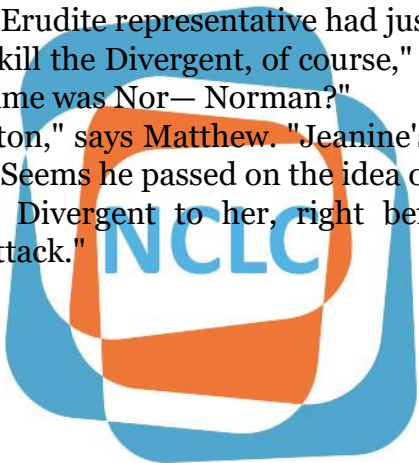 Erudite representative had jus
kill the Divergent, of course,"
me was Nor— Norman?"
ton," says Matthew. "Jeanine's
Seems he passed on the idea o
Divergent to her, right bef
ttack."
NCLC